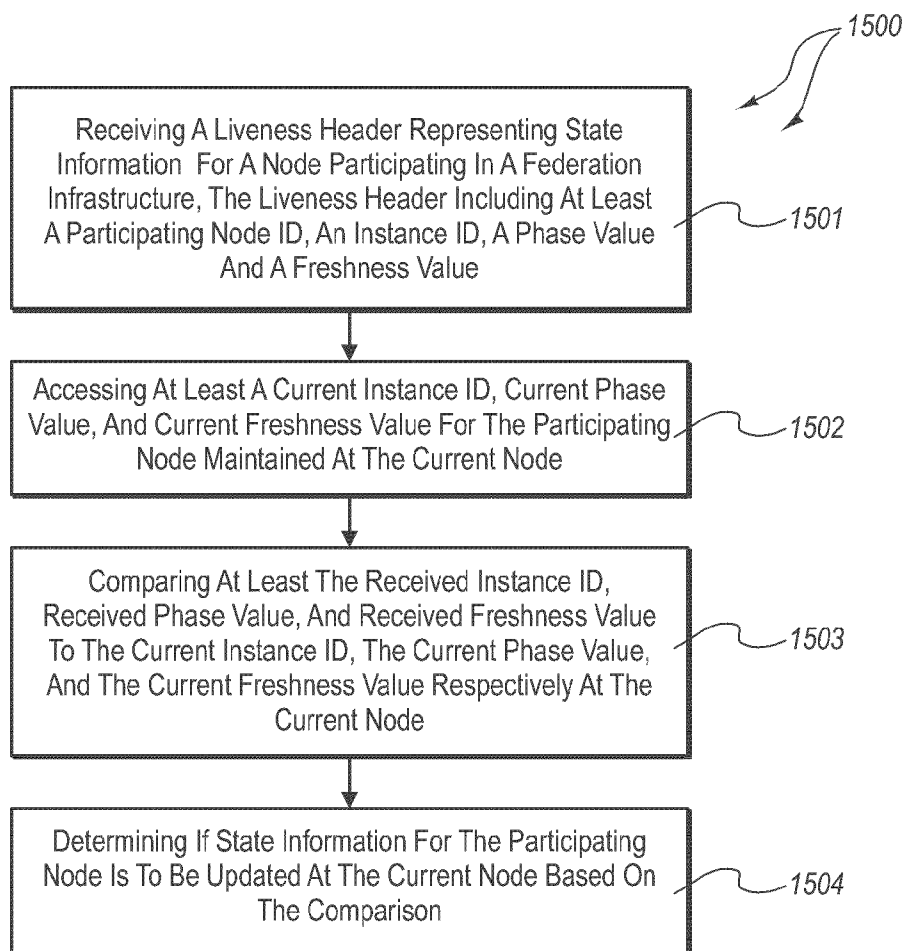 1500
Receiving A Liveness Header Representing State
Information For A Node Participating In A Federation
Infrastructure, The Liveness Header Including At Least
A Participating Node ID, An Instance ID, A Phase Value
And A Freshness Value
1501
Accessing At Least A Current Instance ID, Current Phase
Value, And Current Freshness Value For The Participating
Node Maintained At The Current Node
1502
Comparing At Least The Received Instance ID,
Received Phase Value, And Received Freshness Value
To The Current Instance ID, The Current Phase Value,
And The Current Freshness Value Respectively At The
Current Node
1503
Determining If State Information For The Participating
Node Is To Be Updated At The Current Node Based On
The Comparison
1504